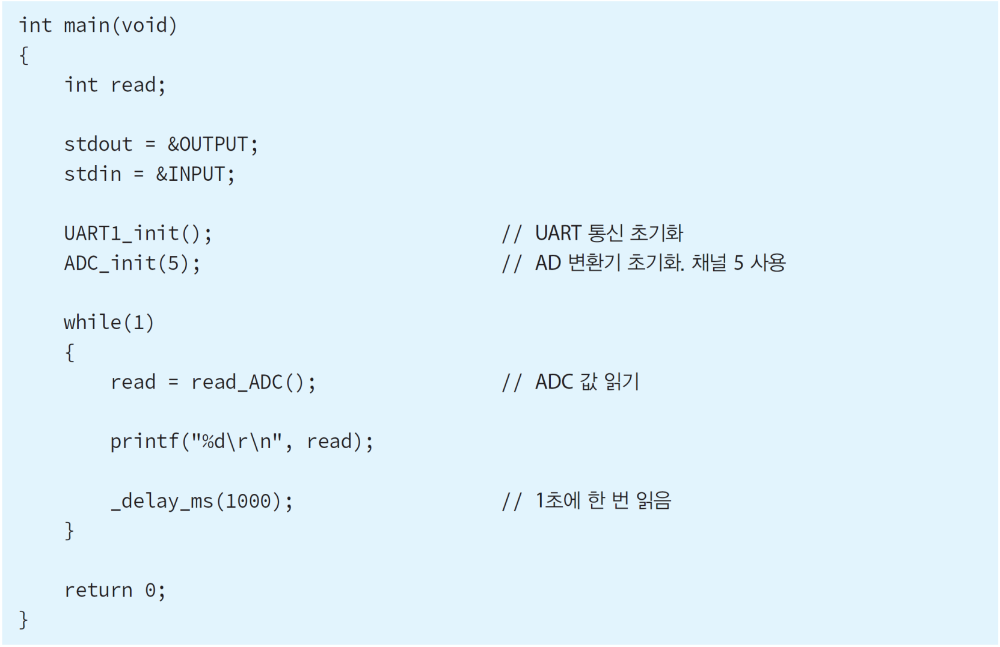 int main(void)
{
    int read;

    stdout = &OUTPUT;
    stdin = &INPUT;

    UART1_init();                         // UART 통신 초기화
    ADC_init(5);                          // AD 변환기 초기화. 채널 5 사용

    while(1)
    {
        read = read_ADC();                // ADC 값 읽기

        printf("%d\r\n", read);

        _delay_ms(1000);                  // 1초에 한 번 읽음
    }

    return 0;
}